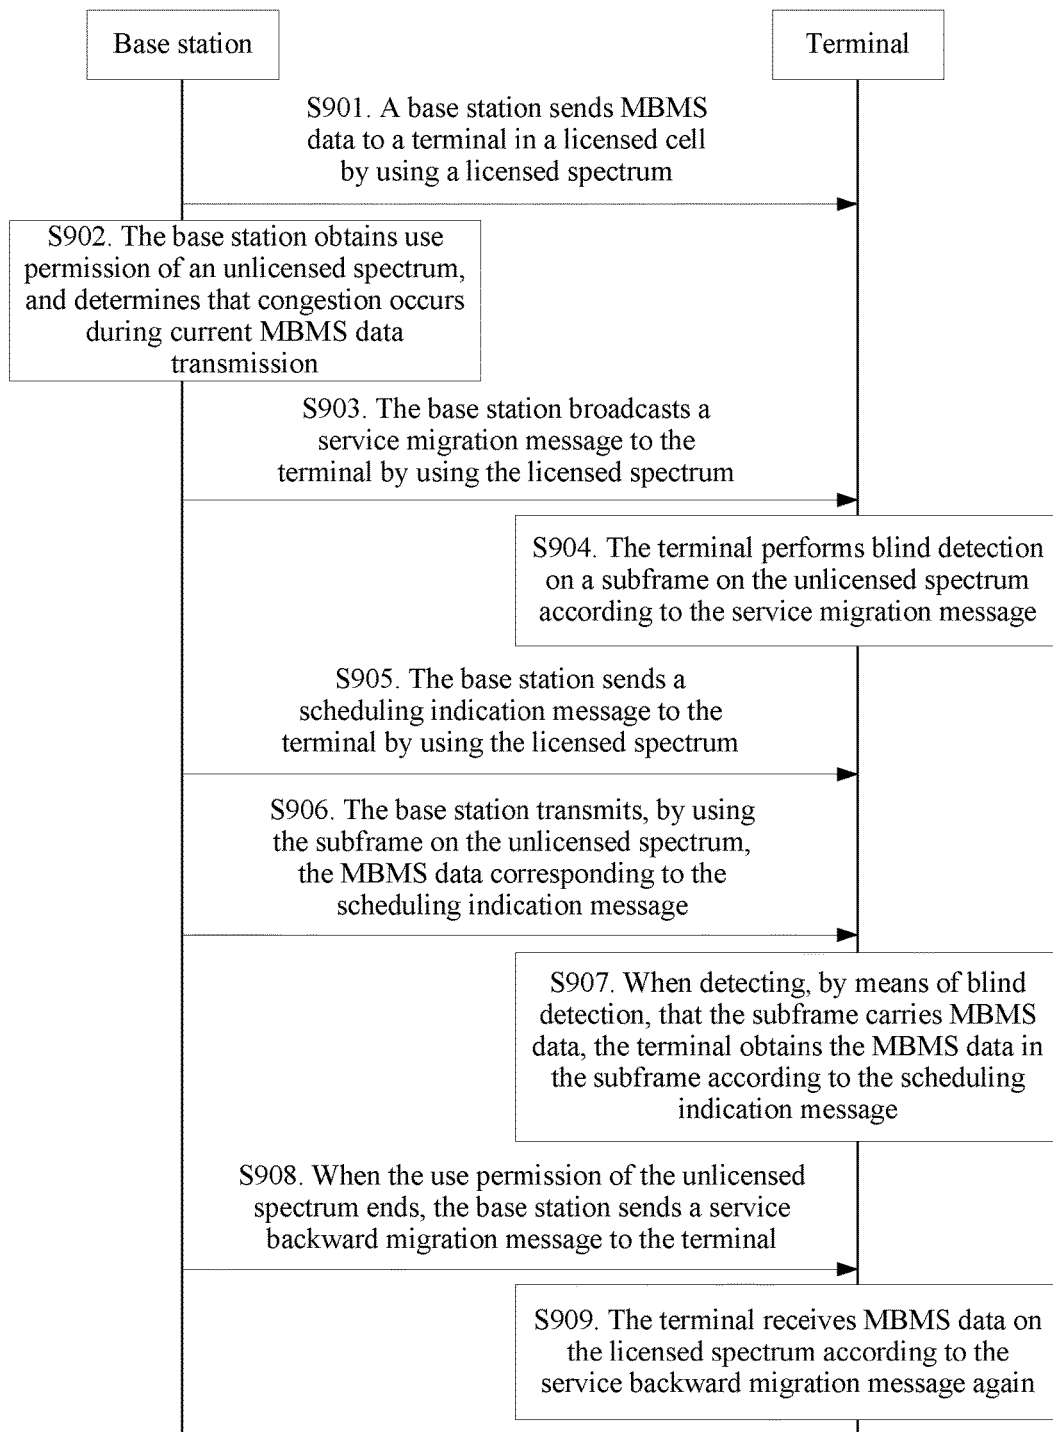 Base station
Terminal
S901. A base station sends MBMS
data to a terminal in a licensed cell
by using a licensed spectrum
S902. The base station obtains use
permission of an unlicensed spectrum,
and determines that congestion occurs
during current MBMS data
transmission
S903. The base station broadcasts a
service migration message to the
terminal by using the licensed spectrum
S904. The terminal performs blind detection
on a subframe on the unlicensed spectrum
according to the service migration message
S905. The base station sends a
scheduling indication message to the
terminal by using the licensed spectrum
S906. The base station transmits, by using
the subframe on the unlicensed spectrum,
the MBMS data corresponding to the
scheduling indication message
S907. When detecting, by means of blind
detection, that the subframe carries MBMS
data, the terminal obtains the MBMS data in
the subframe according to the scheduling
indication message
S908. When the use permission of the unlicensed
spectrum ends, the base station sends a service
backward migration message to the terminal
S909. The terminal receives MBMS data on
the licensed spectrum according to the
service backward migration message again